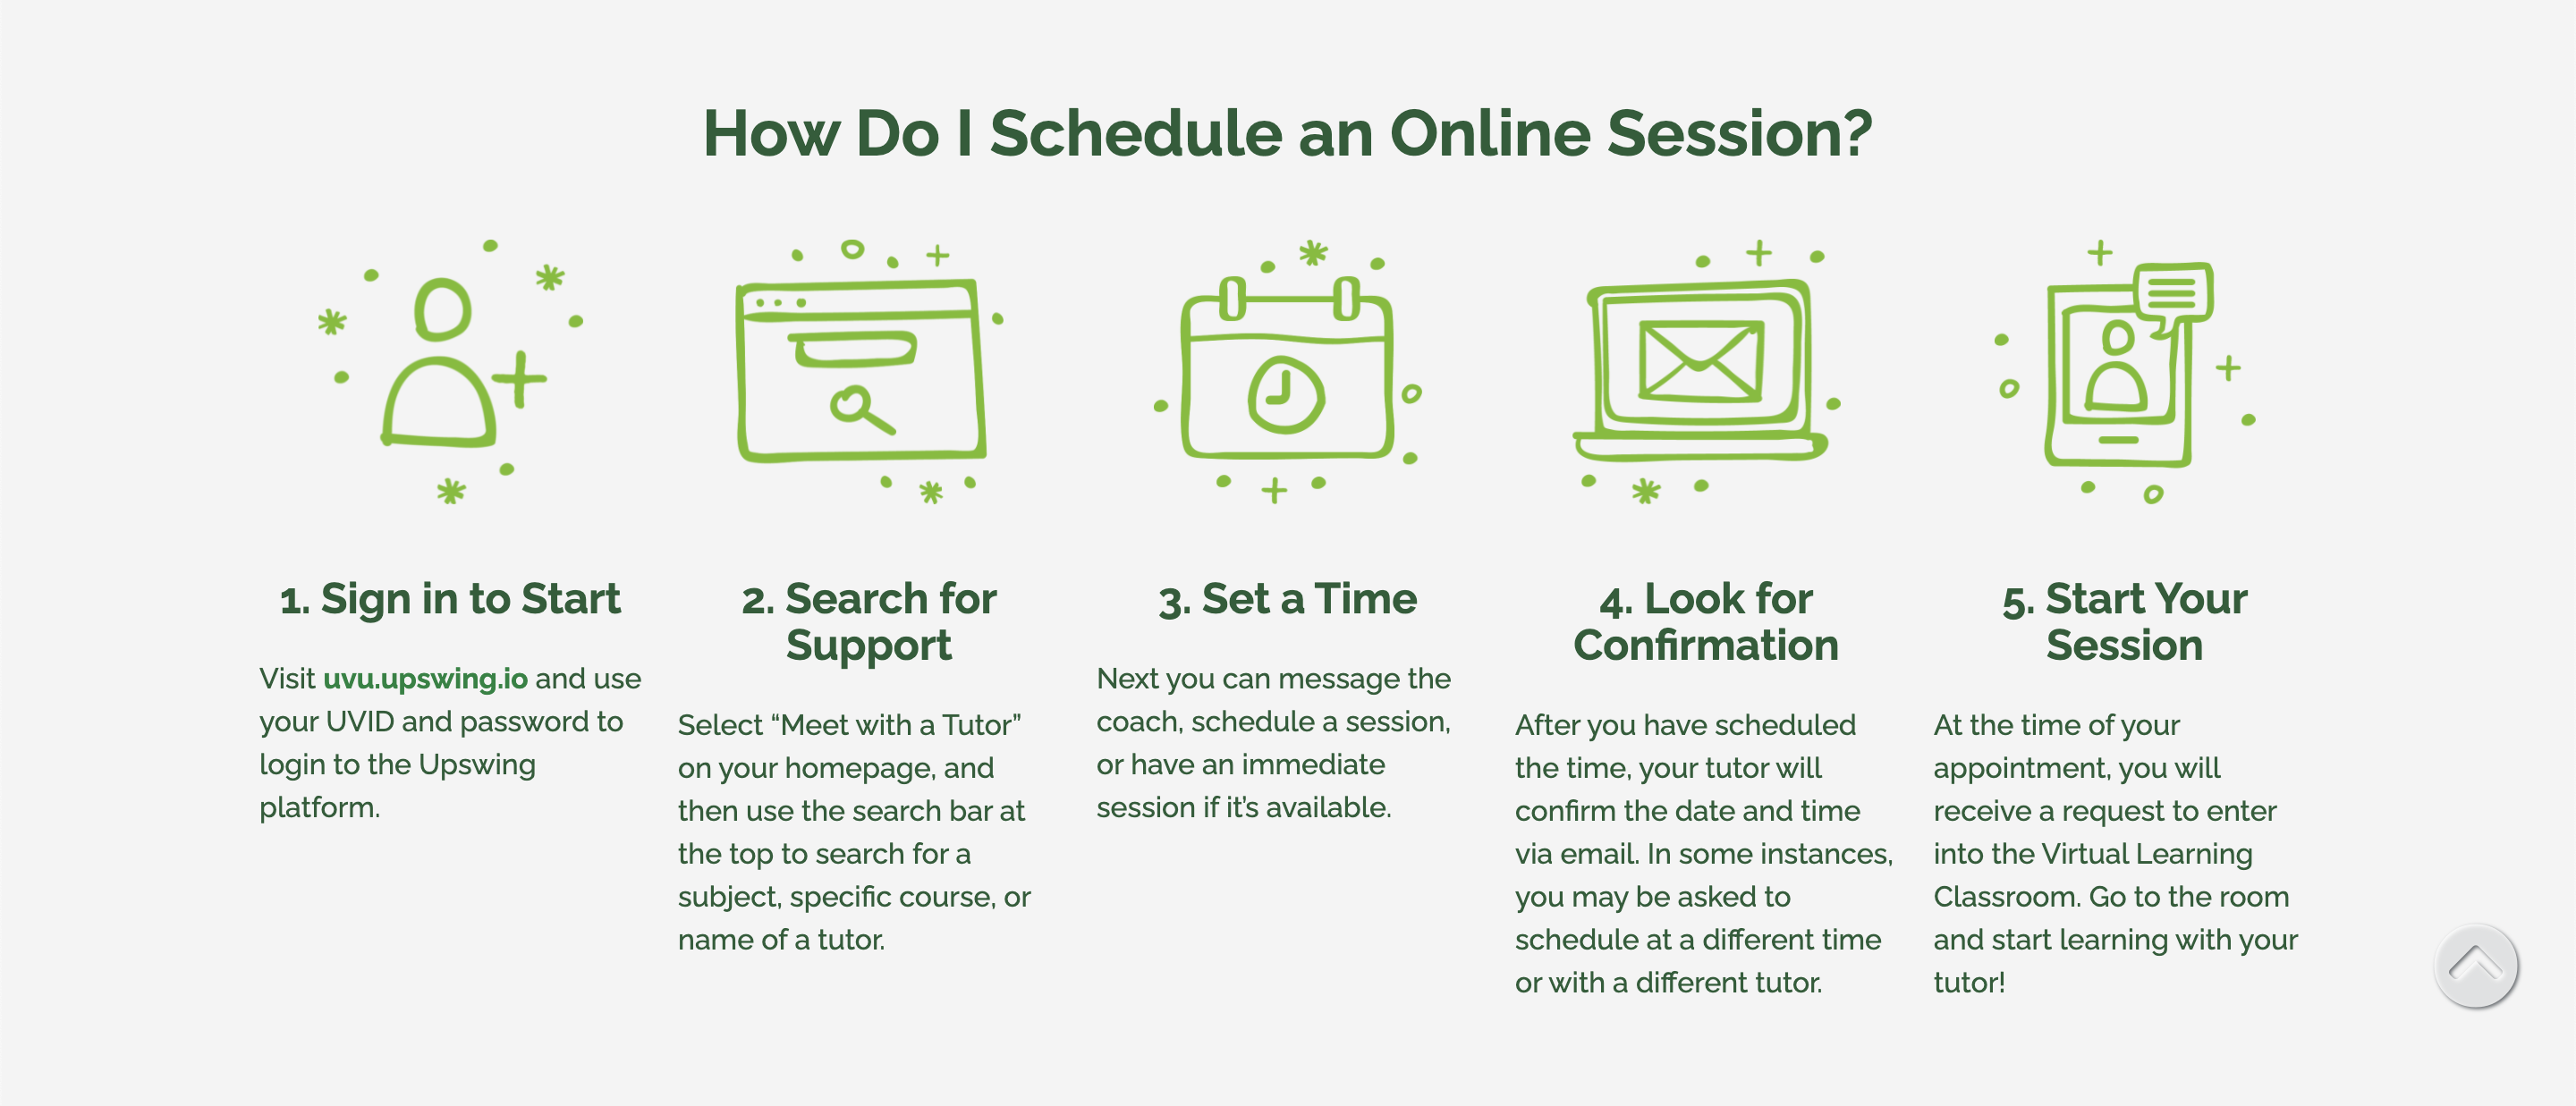 How Do I Schedule an Online Session?
1. Sign in to Start
Visit uvu.upswing.io and use
your UVID and password to
login to the Upswing
platform.
2. Search for
Support
Select “Meet with a Tutor”
on your homepage, and
then use the search bar at
the top to search for a
subject, specific course, or
name of a tutor.
3. Set a Time
Next you can message the
coach, schedule a session,
or have an immediate
session if it’s available.
4. Look for
Confirmation
After you have scheduled
the time, your tutor will
confirm the date and time
via email. In some instances,
you may be asked to
schedule at a different time
or with a different tutor.
5. Start Your
Session
At the time of your
appointment, you will
receive a request to enter
into the Virtual Learning
Classroom. Go to the room
and start learning with your
tutor!